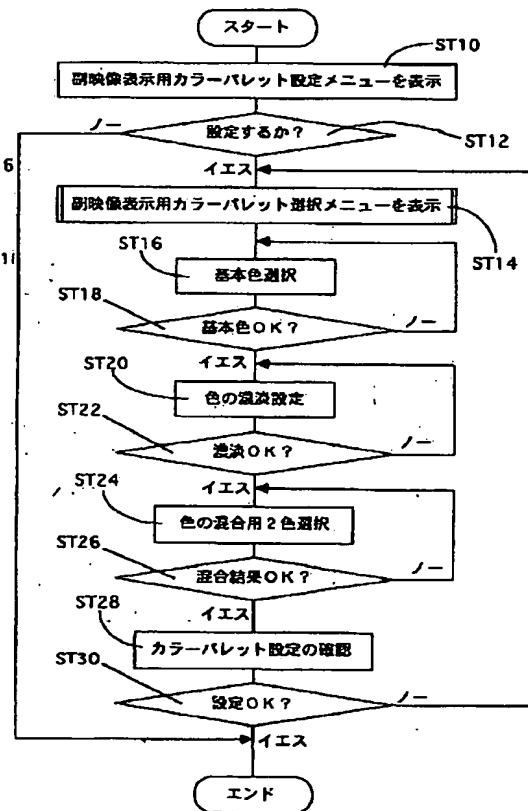 スタート
ST10
副映像表示用カラーパレット設定メニューを表示
ノー
設定するか?
ST12
6
イエス
副映像表示用カラーパレット選択メニューを表示
1i
ST16
ST14
基本色選択
ST18
基本色OK?
ノー
イエス
ST20
色の濃淡設定
ST22
濃淡OK?
ノー
イエス
ST24
色の混合用2色選択
ST26
混合結果OK?
ノー
イエス
ST28
カラーパレット設定の確認
ST30
設定OK?
ノー
イエス
エンド